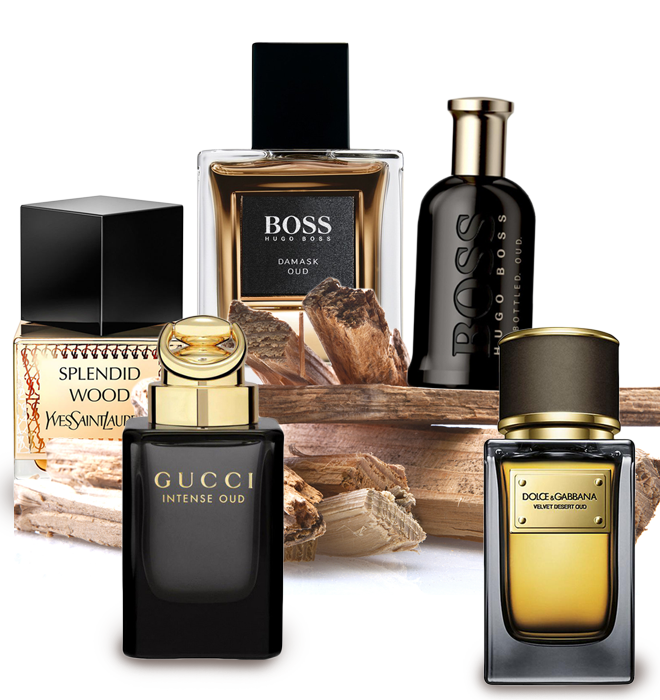 BOSS
HUGO BOSS
DAMASK
OUD
BOSS
HUGO BOSS
BOTTLED OUD
SPLENDID
WOOD
YVESSAINTLAUR
GUCCI
INTENSE OUD
DOLCE & GABBANA
VELVET DESERT OUD